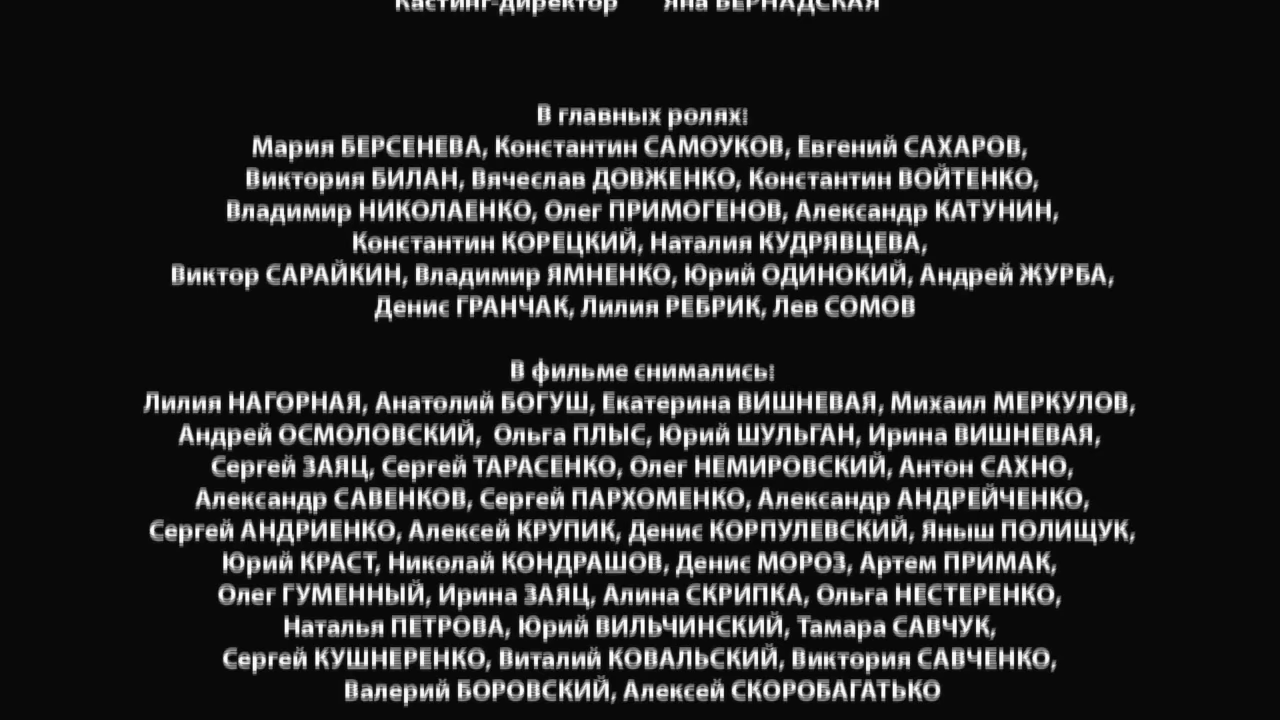 Кастинг-директор Яна БЕРНАДСКАЯ
В главных ролях:
Мария БЕРСЕНЕВА, Константин САМОУКОВ, Евгений САХАРОВ,
Виктория БИЛАН, Вячеслав ДОВЖЕНКО, Константин ВОЙТЕНКО,
Владимир НИКОЛАЕНКО, Олег ПРИМОГЕНОВ, Александр КАТУНИН,
Константин КОРЕЦКИЙ, Наталия КУДРЯВЦЕВА,
Виктор САРАЙКИН, Владимир ЯМНЕНКО, Юрий ОДИНОКИЙ, Андрей ЖУРБА,
Денис ГРАНЧАК, Лилия РЕБРИК, Лев СОМОВ
В фильме снимались:
Лилия НАГОРНАЯ, Анатолий БОГУШ, Екатерина ВИШНЕВАЯ, Михаил МЕРКУЛОВ,
Андрей ОСМОЛОВСКИЙ, Ольга ПЛЫС, Юрий ШУЛЬГАН, Ирина ВИШНЕВАЯ,
Сергей ЗАЯЦ, Сергей ТАРАСЕНКО, Олег НЕМИРОВСКИЙ, Антон САХНО,
Александр САВЕНКОВ, Сергей ПАРХОМЕНКО, Александр АНДРЕЙЧЕНКО,
Сергей АНДРИЕНКО, Алексей КРУПИК, Денис КОРПУЛЕВСКИЙ, Яныш ПОЛИЩУК,
Юрий КРАСТ, Николай КОНДРАШОВ, Денис МОРОЗ, Артем ПРИМАК,
Олег ГУМЕННЫЙ, Ирина ЗАЯЦ, Алина СКРИПКА, Ольга НЕСТЕРЕНКО,
Наталья ПЕТРОВА, Юрий ВИЛЬЧИНСКИЙ, Тамара САВЧУК,
Сергей КУШНЕРЕНКО, Виталий КОВАЛЬСКИЙ, Виктория САВЧЕНКО,
Валерий БОРОВСКИЙ, Алексей СКОРОБАГАТЬКО